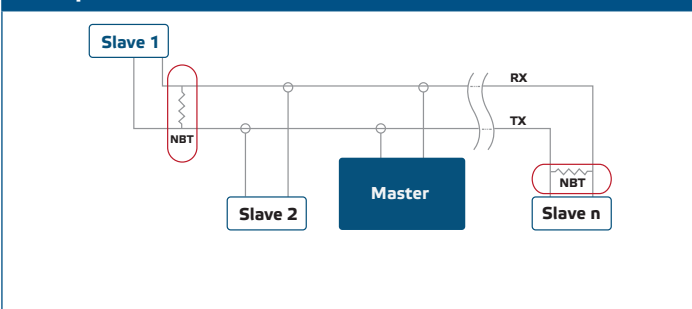 Slave 1
RX
TX
NBT
Master
NBT
Slave 2
Slave n